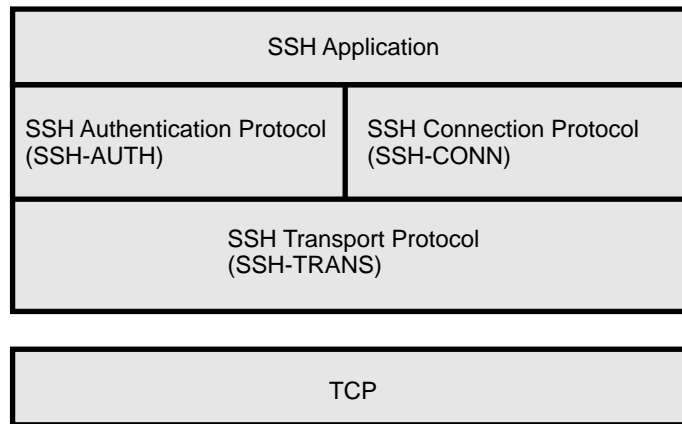 SSH Application
SSH Authentication Protocol
(SSH-AUTH)
SSH Connection Protocol
(SSH-CONN)
SSH Transport Protocol
(SSH-TRANS)
TCP